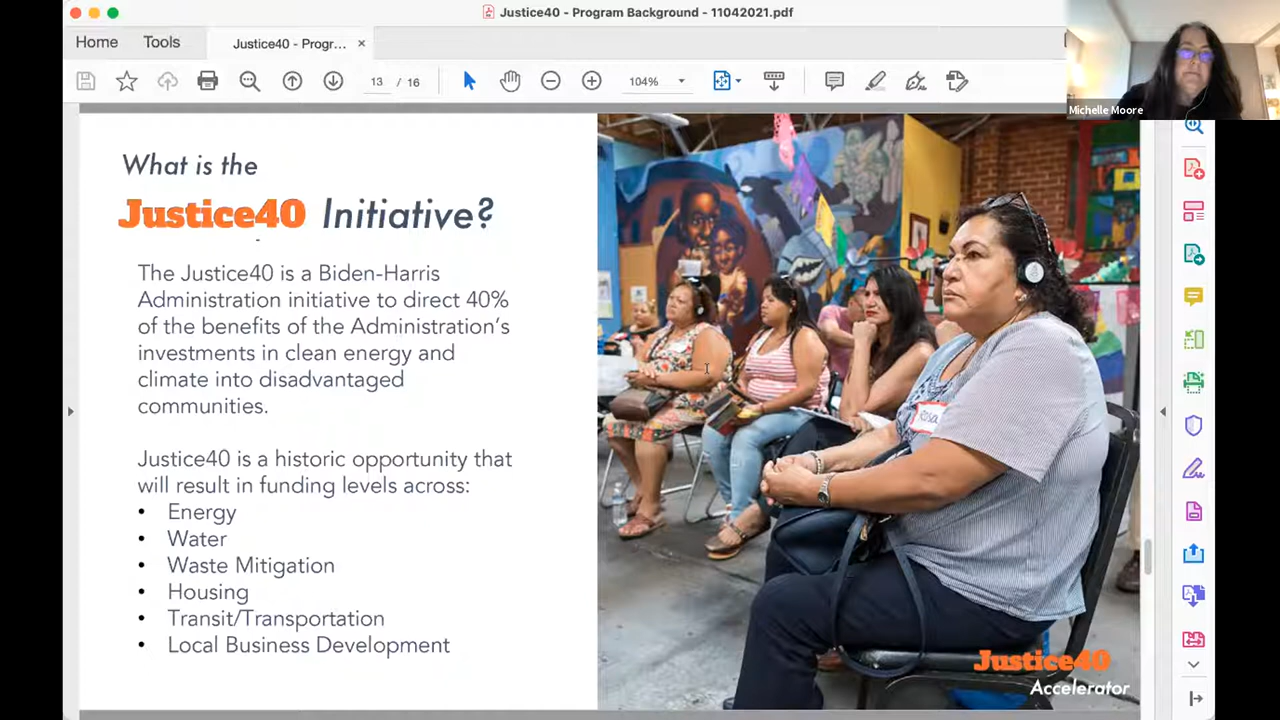 Justice40 - Program Background - 11042021.pdf
Home
Tools
Justice40 - Progr...
13 / 16
104%
Michelle Moore
What is the
Justice40 Initiative?
The Justice40 is a Biden-Harris
Administration initiative to direct 40%
of the benefits of the Administration's
investments in clean energy and
climate into disadvantaged
communities.
Justice40 is a historic opportunity that
will result in funding levels across:
• Energy
• Water
• Waste Mitigation
• Housing
• Transit/Transportation
• Local Business Development
Rosa
Justice40
Accelerator